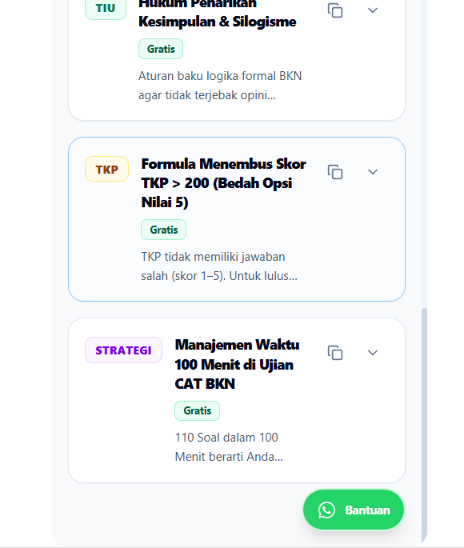 TIU
Hukum Penarikan
Kesimpulan & Silogisme
Gratis
Aturan baku logika formal BKN
agar tidak terjebak opini...
TKP
Formula Menembus Skor
TKP > 200 (Bedah Opsi
Nilai 5)
Gratis
TKP tidak memiliki jawaban
salah (skor 1–5). Untuk lulus...
STRATEGI
Manajemen Waktu
100 Menit di Ujian
CAT BKN
Gratis
110 Soal dalam 100
Menit berarti Anda...
Bantuan